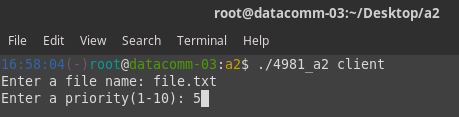 root@datacomm-03:~/Desktop/a2
File Edit View Search Terminal Help
16:58:04(-)root@datacomm-03:a2$ ./4981_a2 client
Enter a file name: file.txt
Enter a priority(1-10): 5